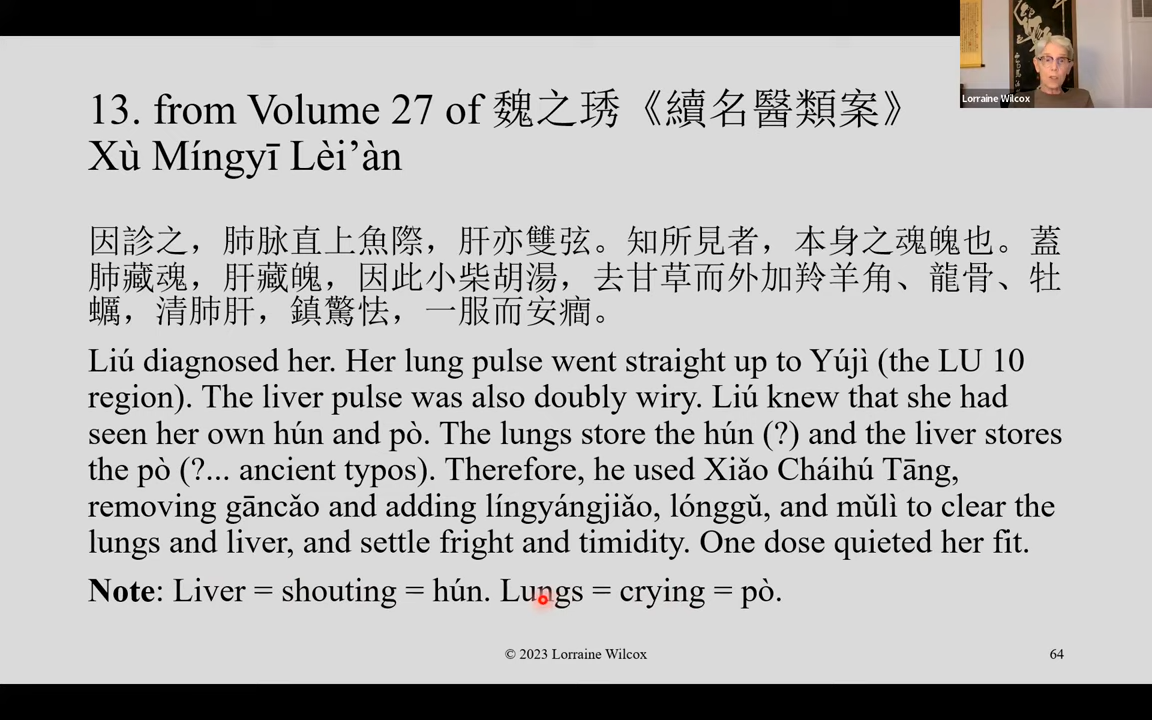 Lorraine Wilcox
13. from Volume 27 of 魏之琇《續名醫類案》
Xù Míngyī Lèi’àn
因診之，肺脉直上魚際，肝亦雙弦。知所見者，本身之魂魄也。蓋
肺藏魂，肝藏魄，因此小柴胡湯，去甘草而外加羚羊角、龍骨、牡
蠣，清肺肝，鎮驚怯，一服而安癇。
Liú diagnosed her. Her lung pulse went straight up to Yújì (the LU 10
region). The liver pulse was also doubly wiry. Liú knew that she had
seen her own hún and pò. The lungs store the hún (?) and the liver stores
the pò (?... ancient typos). Therefore, he used Xiǎo Cháihú Tāng,
removing gāncǎo and adding língyángjiǎo, lónggǔ, and mǔlì to clear the
lungs and liver, and settle fright and timidity. One dose quieted her fit.
Note: Liver = shouting = hún. Lungs = crying = pò.
© 2023 Lorraine Wilcox
64